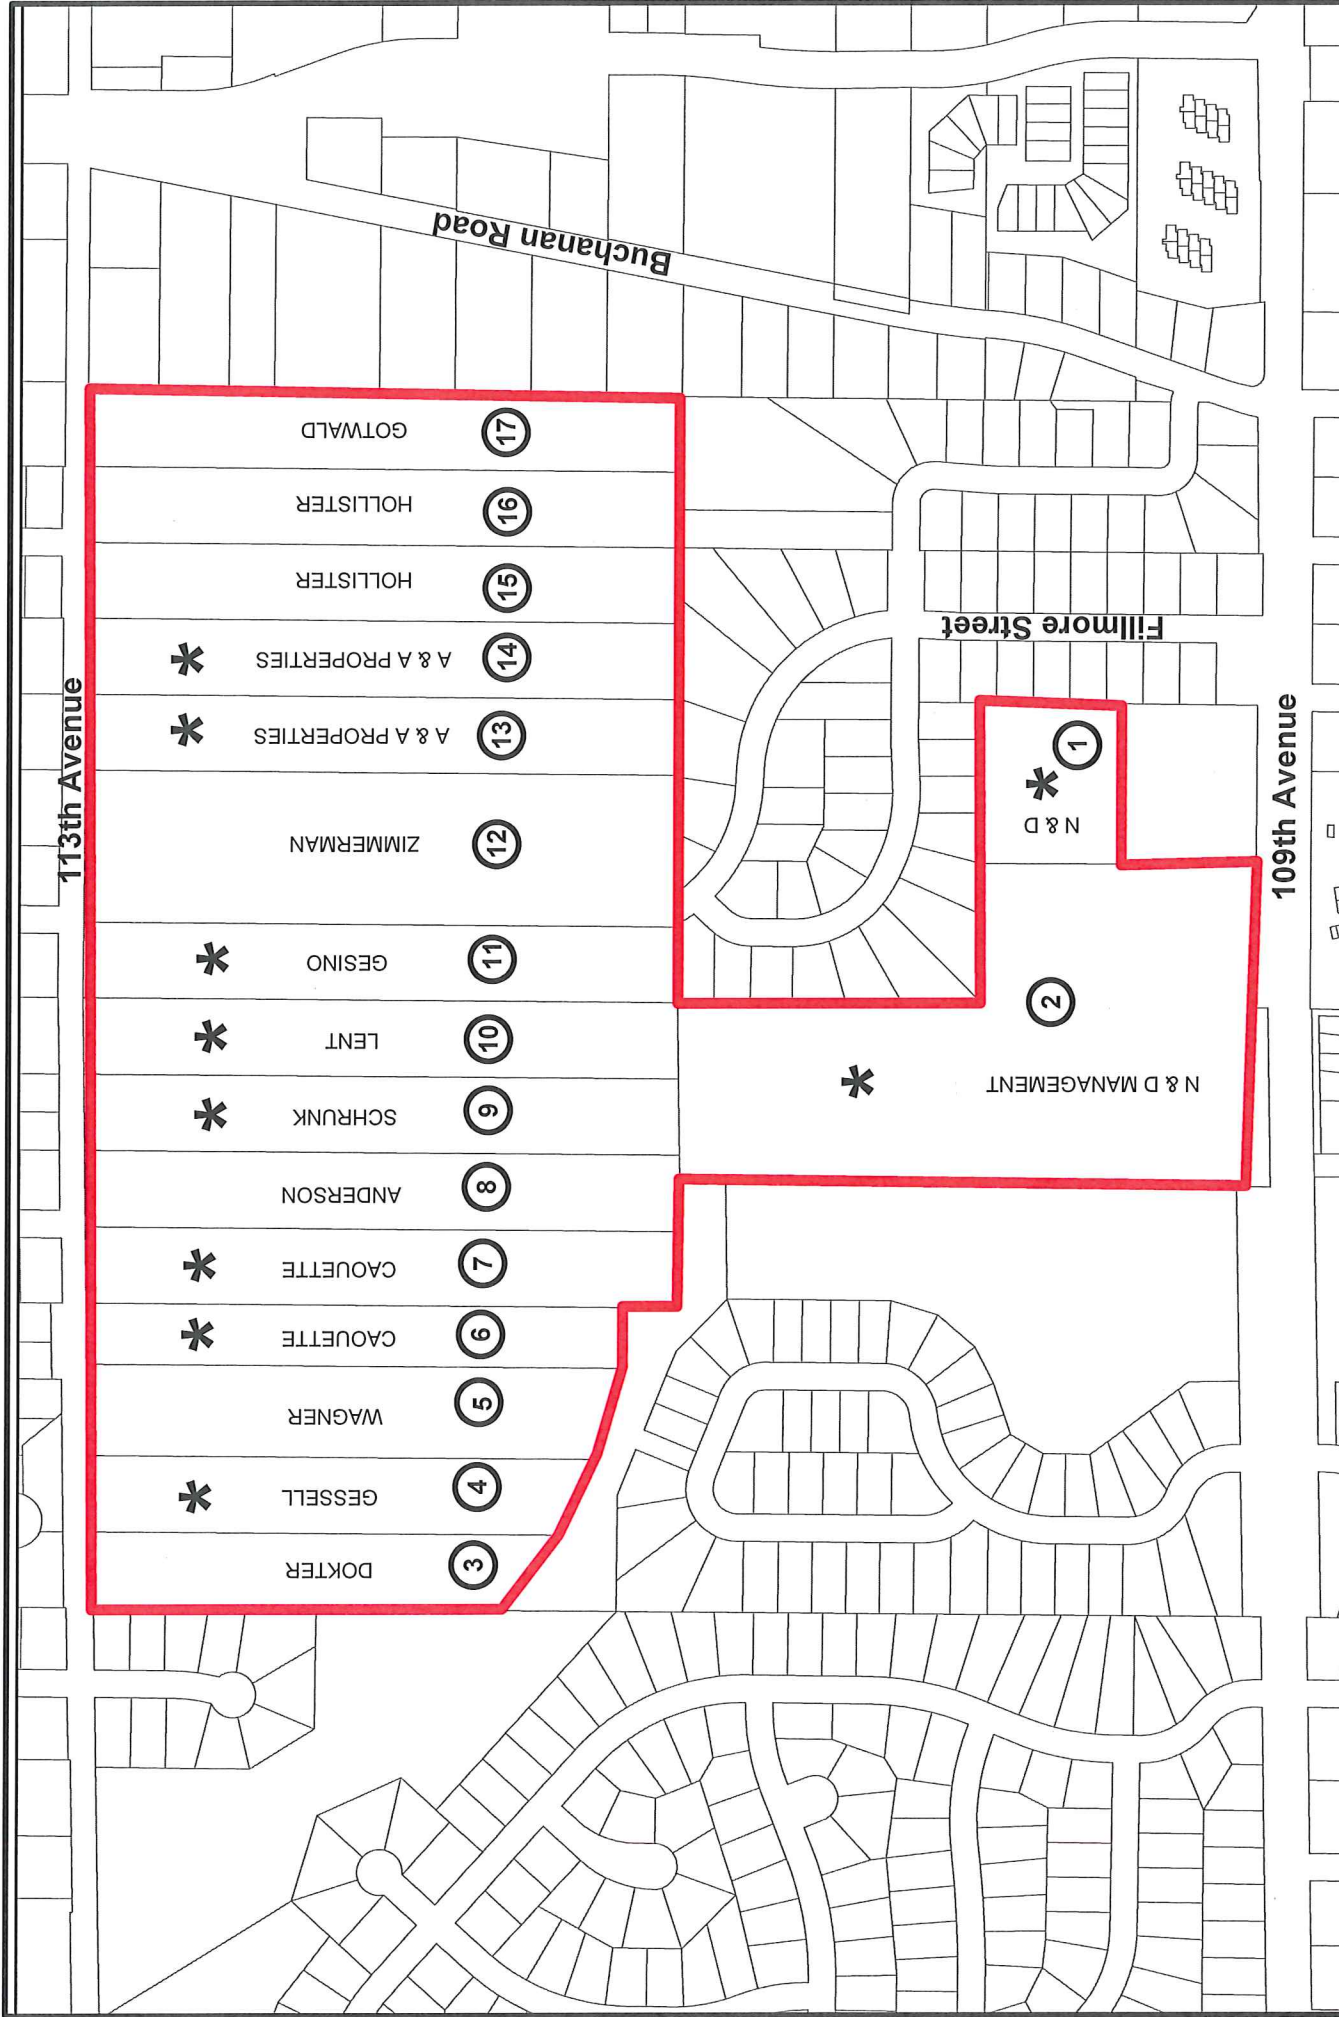 113th Avenue
Buchanan Road
GOTWALD 17
HOLLISTER 16
HOLLISTER 15
* A & A PROPERTIES 14
* A & A PROPERTIES 13
ZIMMERMAN 12
* GESINO 11
* LENT 10
* SCHRUNK 9
ANDERSON 8
* CAOUETTE 7
* CAOUETTE 6
WAGNER 5
* GESSELL 4
DOKTER 3
Fillmore Street
1
*
N & D
2
*
N & D MANAGEMENT
109th Avenue